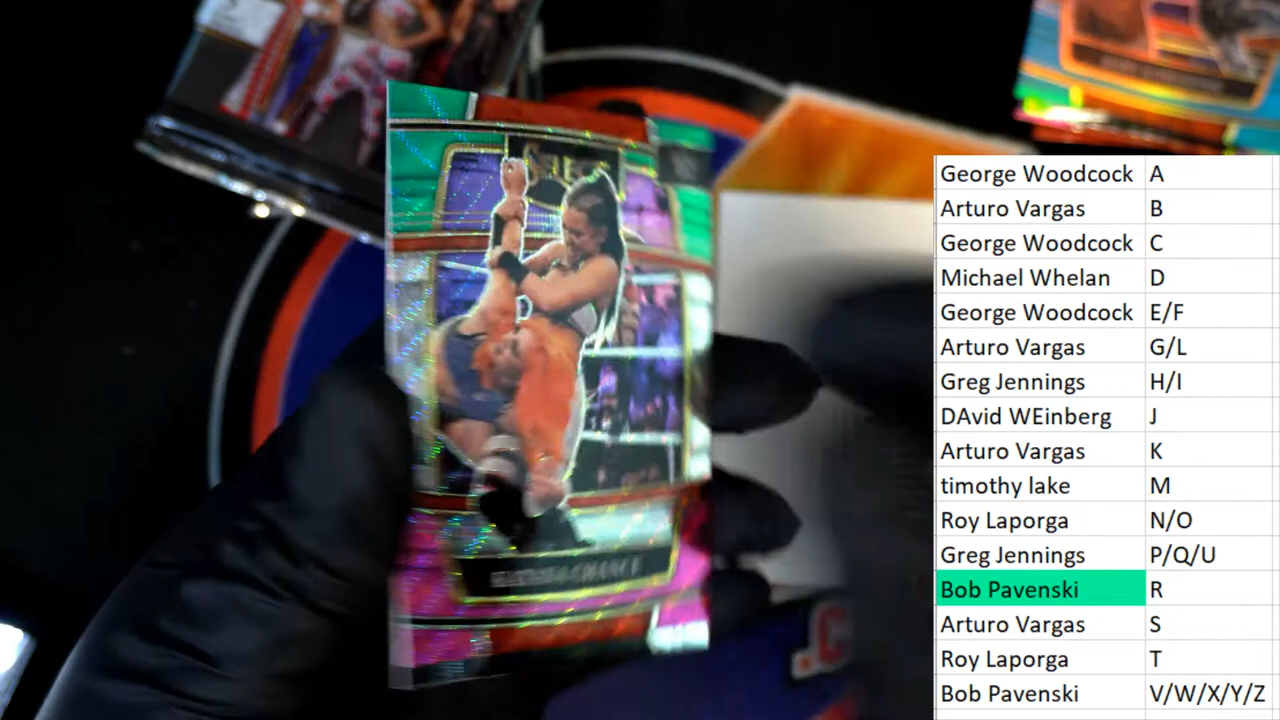 SELECT
George Woodcock A
Arturo Vargas B
George Woodcock C
Michael Whelan D
George Woodcock E/F
Arturo Vargas G/L
Greg Jennings H/I
DAvid WEinberg J
Arturo Vargas K
timothy lake M
Roy Laporga N/O
Greg Jennings P/Q/U
Bob Pavenski R
Arturo Vargas S
Roy Laporga T
Bob Pavenski V/W/X/Y/Z